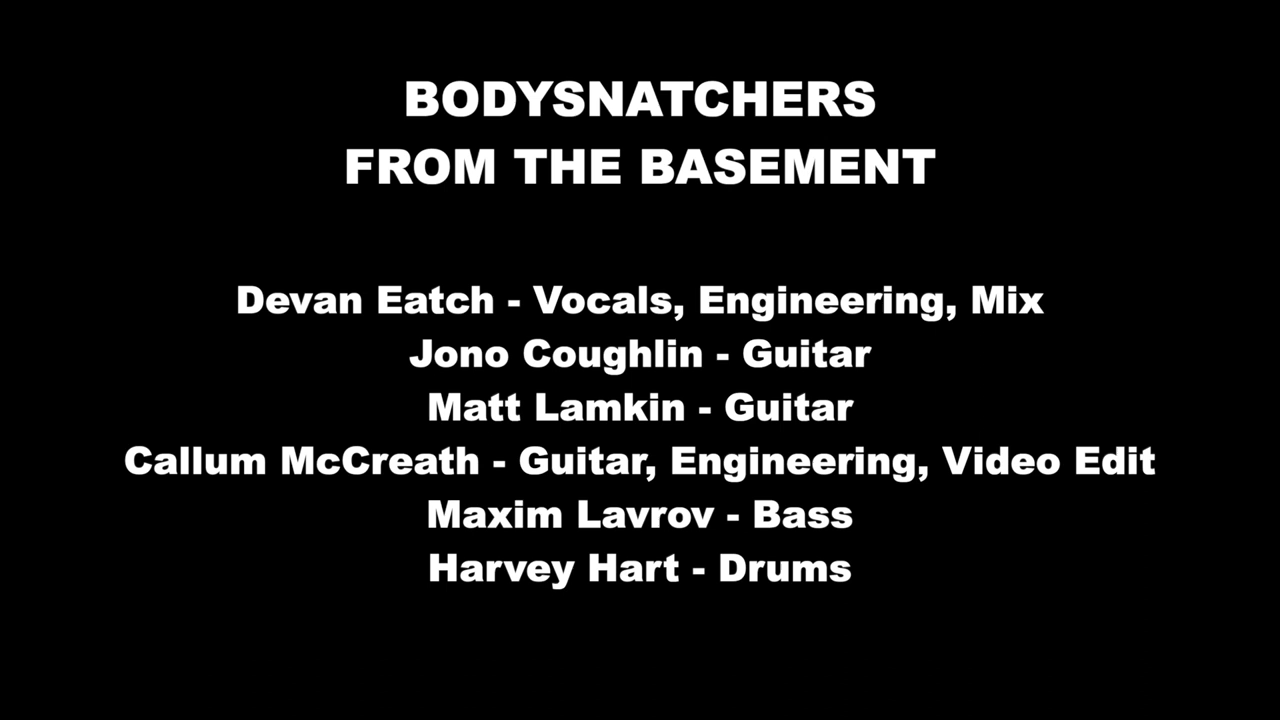 BODYSNATCHERS
FROM THE BASEMENT
Devan Eatch - Vocals, Engineering, Mix
Jono Coughlin - Guitar
Matt Lamkin - Guitar
Callum McCreath - Guitar, Engineering, Video Edit
Maxim Lavrov - Bass
Harvey Hart - Drums